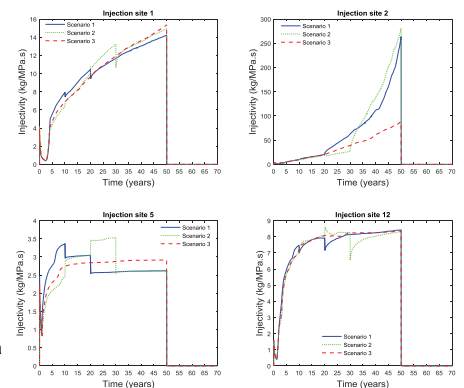 Injection site 1
Injectivity (kg/MPa.s)
16
14
12
10
8
6
4
2
0
Scenario 1
Scenario 2
Scenario 3
0 5 10 15 20 25 30 35 40 45 50 55 60 65 70
Time (years)
Injection site 2
Injectivity (kg/MPa.s)
300
250
200
150
100
50
0
Scenario 1
Scenario 2
Scenario 3
0 5 10 15 20 25 30 35 40 45 50 55 60 65 70
Time (years)
Injection site 5
Injectivity (kg/MPa.s)
4
3.5
3
2.5
2
1.5
1
0.5
0
Scenario 1
Scenario 2
Scenario 3
0 5 10 15 20 25 30 35 40 45 50 55 60 65 70
Time (years)
Injection site 12
Injectivity (kg/MPa.s)
9
8
7
6
5
4
3
2
1
0
Scenario 1
Scenario 2
Scenario 3
0 5 10 15 20 25 30 35 40 45 50 55 60 65 70
Time (years)